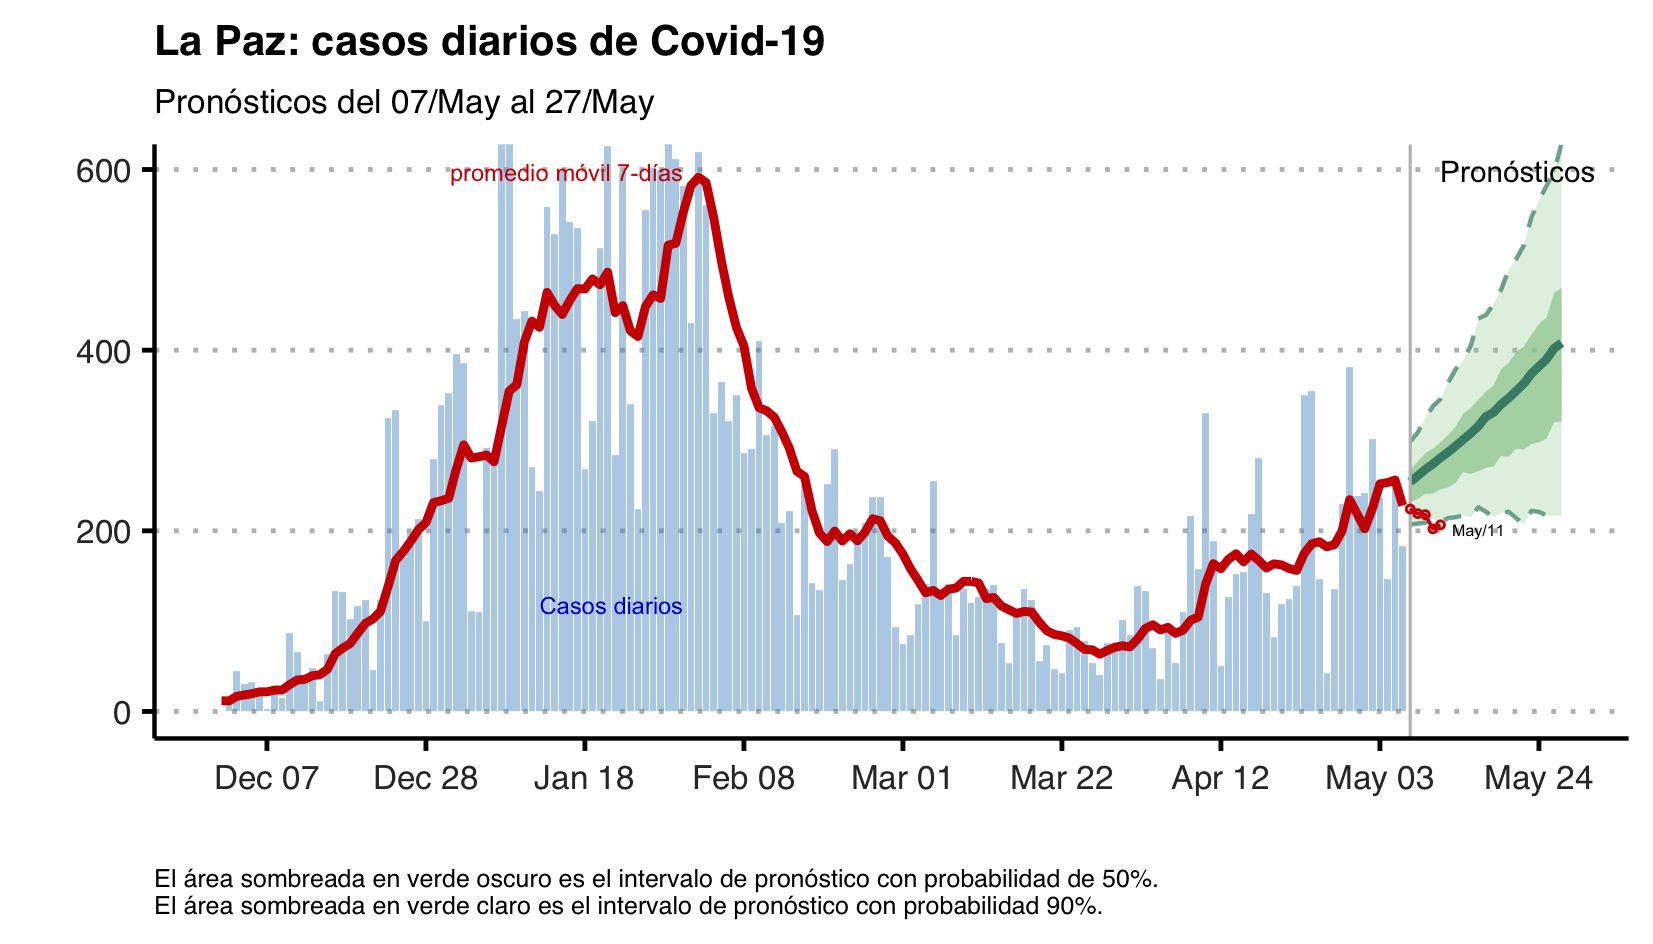 La Paz: casos diarios de Covid-19
Pronósticos del 07/May al 27/May
600
400
200
0
promedio móvil 7-días
Pronósticos
May/11
Casos diarios
Dec 07
Dec 28
Jan 18
Feb 08
Mar 01
Mar 22
Apr 12
May 03
May 24
El área sombreada en verde oscuro es el intervalo de pronóstico con probabilidad de 50%.
El área sombreada en verde claro es el intervalo de pronóstico con probabilidad 90%.